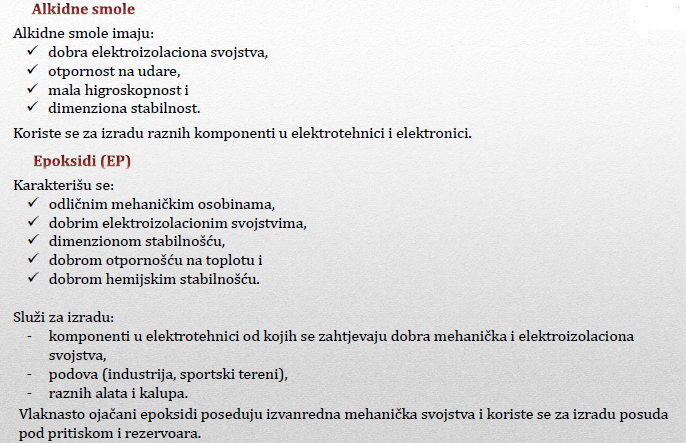 Alkidne smole
Alkidne smole imaju:
✓ dobra elektroizolaciona svojstva,
✓ otpornost na udare,
✓ mala higroskopnost i
✓ dimenziona stabilnost.
Koriste se za izradu raznih komponenti u elektrotehnici i elektronici.
Epoksidi (EP)
Karakterišu se:
✓ odličnim mehaničkim osobinama,
✓ dobrim elektroizolacionim svojstvima,
✓ dimenzionom stabilnošću,
✓ dobrom otpornošću na toplotu i
✓ dobrom hemijskim stabilnošću.
Služi za izradu:
- komponenti u elektrotehnici od kojih se zahtjevaju dobra mehanička i elektroizolaciona
svojstva,
- podova (industrija, sportski tereni),
- raznih alata i kalupa.
Vlaknasto ojačani epoksidi poseduju izvanredna mehanička svojstva i koriste se za izradu posuda
pod pritiskom i rezervoara.